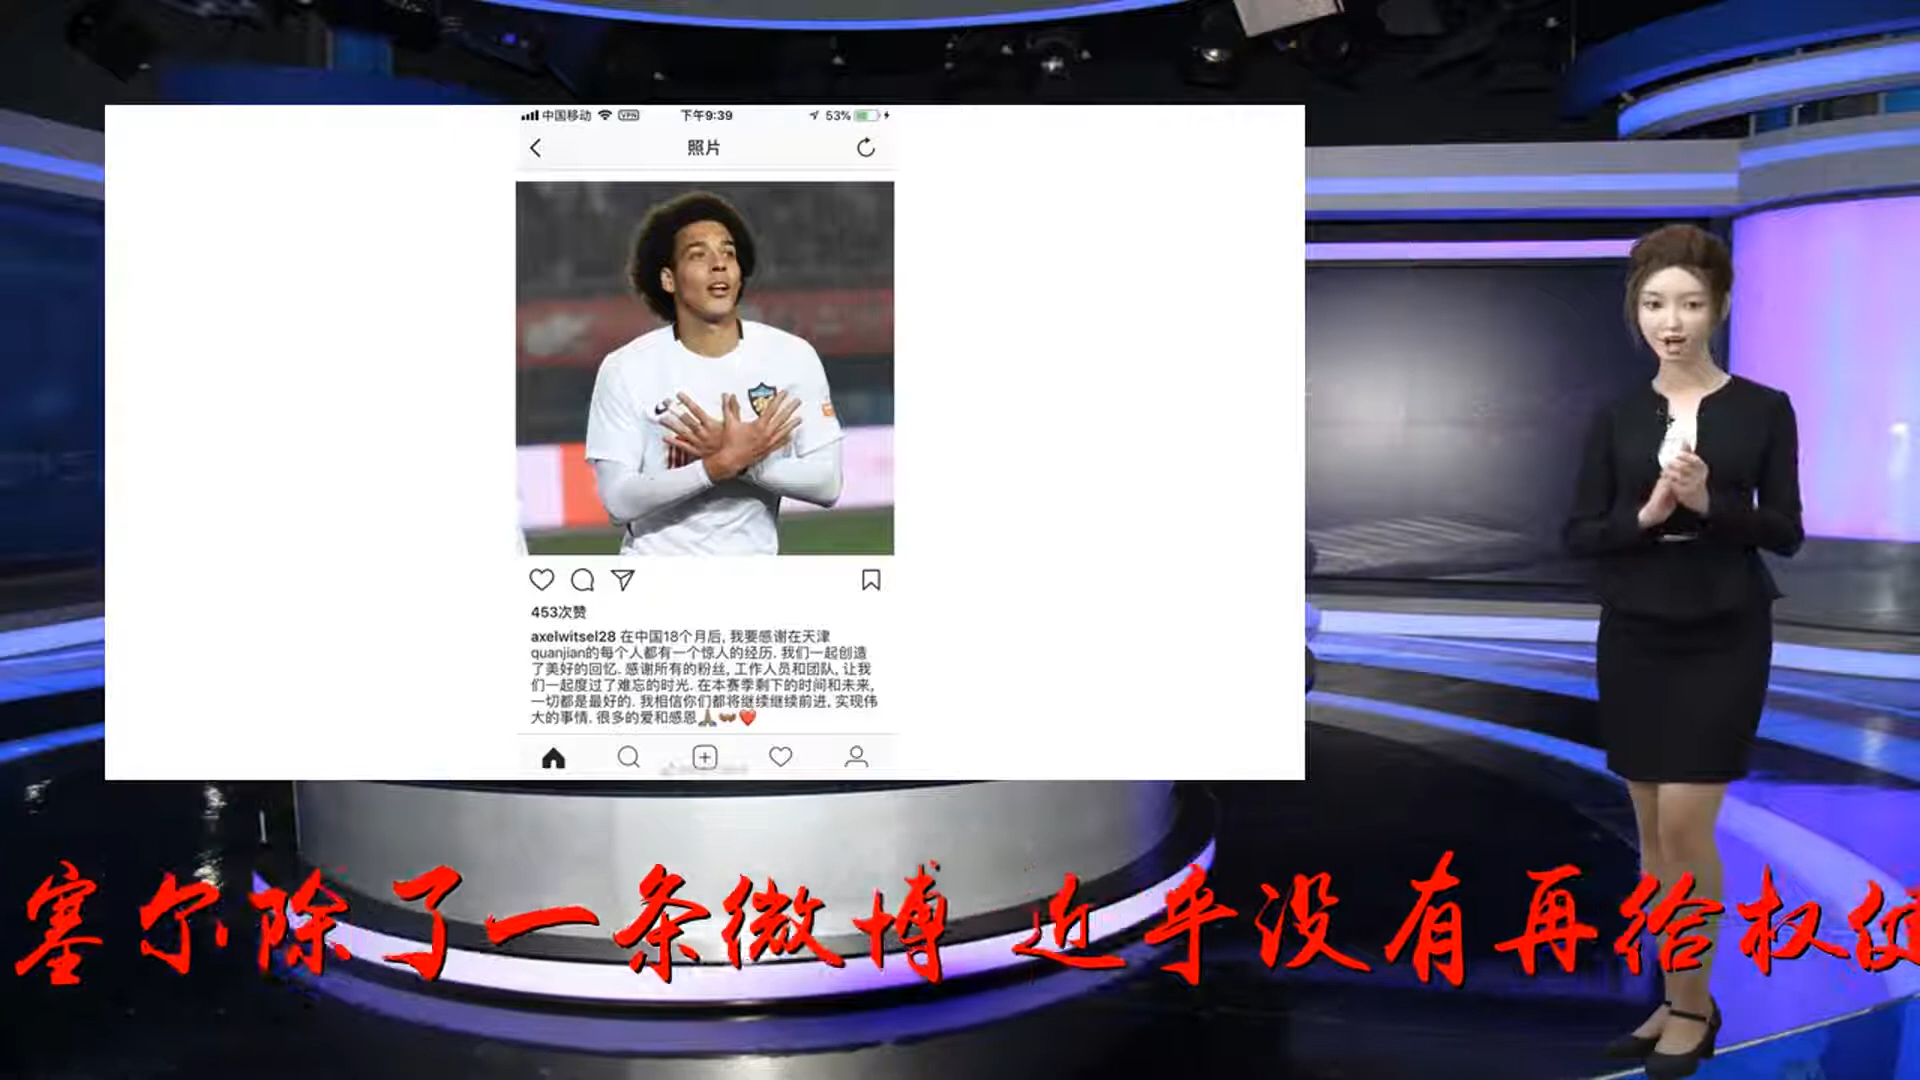 中国移动 VPN 下午9:39 53%
照片
453次赞
axelwitsel28 在中国18个月后, 我要感谢在天津
quanjian的每个人都有一个惊人的经历. 我们一起创造
了美好的回忆. 感谢所有的粉丝, 工作人员和团队, 让我
们一起度过了难忘的时光. 在本赛季剩下的时间和未来,
一切都是最好的. 我相信你们都将继续继续前进, 实现伟
大的事情. 很多的爱和感恩🙏🏾🤝🏾❤️
塞尔除了一条微博 近乎没有再给权